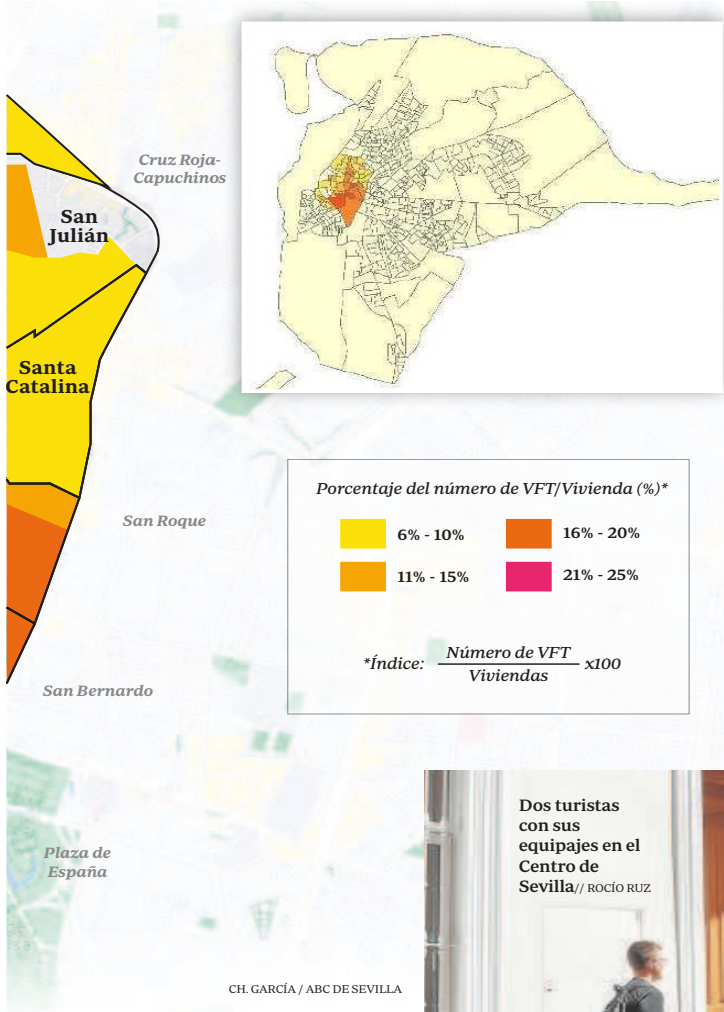 Cruz Roja-
Capuchinos
San
Julián
Santa
Catalina
San Roque
San Bernardo
Plaza de
España
Porcentaje del número de VFT/Vivienda (%)*
6% - 10%
16% - 20%
11% - 15%
21% - 25%
*Índice: Número de VFT
Viviendas
x100
Dos turistas
con sus
equipajes en el
Centro de
Sevilla// ROCÍO RUZ
CH. GARCÍA / ABC DE SEVILLA